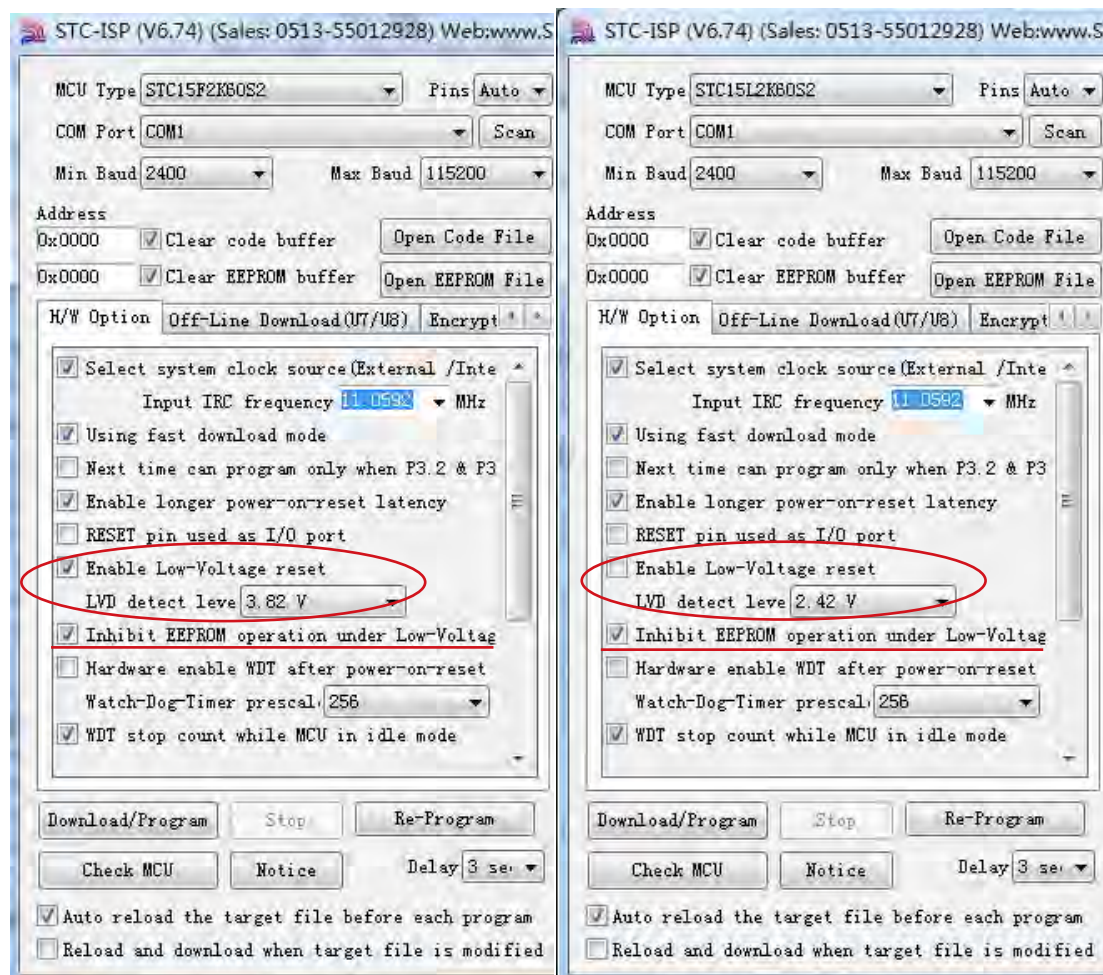 STC-ISP (V6.74) (Sales: 0513-55012928) Web:www.S
MCU Type STC15F2K60S2 Pins Auto
COM Port COM1 Scan
Min Baud 2400 Max Baud 115200
Address
0x0000 Clear code buffer Open Code File
0x0000 Clear EEPROM buffer Open EEPROM File
H/W Option Off-Line Download(U7/U8) Encrypt
Select system clock source(External /Inte
Input IRC frequency 11.0592 MHz
Using fast download mode
Next time can program only when P3.2 & P3
Enable longer power-on-reset latency
RESET pin used as I/O port
Enable Low-Voltage reset
LVD detect leve 3.82 V
Inhibit EEPROM operation under Low-Voltag
Hardware enable WDT after power-on-reset
Watch-Dog-Timer prescal 256
WDT stop count while MCU in idle mode
Download/Program Stop Re-Program
Check MCU Notice Delay 3 se
Auto reload the target file before each program
Reload and download when target file is modified
STC-ISP (V6.74) (Sales: 0513-55012928) Web:www.S
MCU Type STC15L2K60S2 Pins Auto
COM Port COM1 Scan
Min Baud 2400 Max Baud 115200
Address
0x0000 Clear code buffer Open Code File
0x0000 Clear EEPROM buffer Open EEPROM File
H/W Option Off-Line Download(U7/U8) Encrypt
Select system clock source(External /Inte
Input IRC frequency 11.0592 MHz
Using fast download mode
Next time can program only when P3.2 & P3
Enable longer power-on-reset latency
RESET pin used as I/O port
Enable Low-Voltage reset
LVD detect leve 2.42 V
Inhibit EEPROM operation under Low-Voltag
Hardware enable WDT after power-on-reset
Watch-Dog-Timer prescal 256
WDT stop count while MCU in idle mode
Download/Program Stop Re-Program
Check MCU Notice Delay 3 se
Auto reload the target file before each program
Reload and download when target file is modified